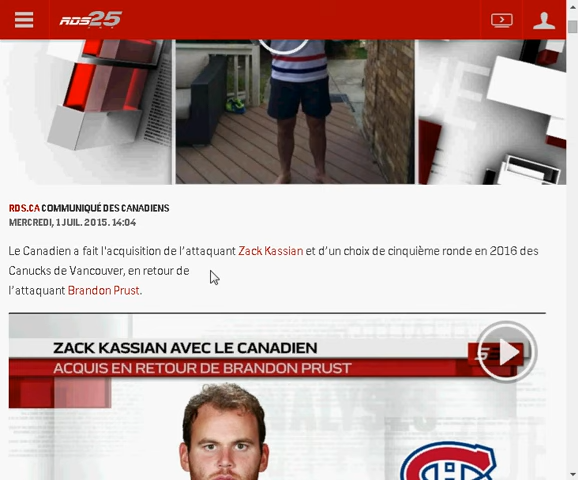 RDS25
RDS.CA COMMUNIQUÉ DES CANADIENS
MERCREDI, 1 JUIL. 2015. 14:04
Le Canadien a fait l'acquisition de l'attaquant Zack Kassian et d'un choix de cinquième ronde en 2016 des
Canucks de Vancouver, en retour de
l'attaquant Brandon Prust.
ZACK KASSIAN AVEC LE CANADIEN
ACQUIS EN RETOUR DE BRANDON PRUST